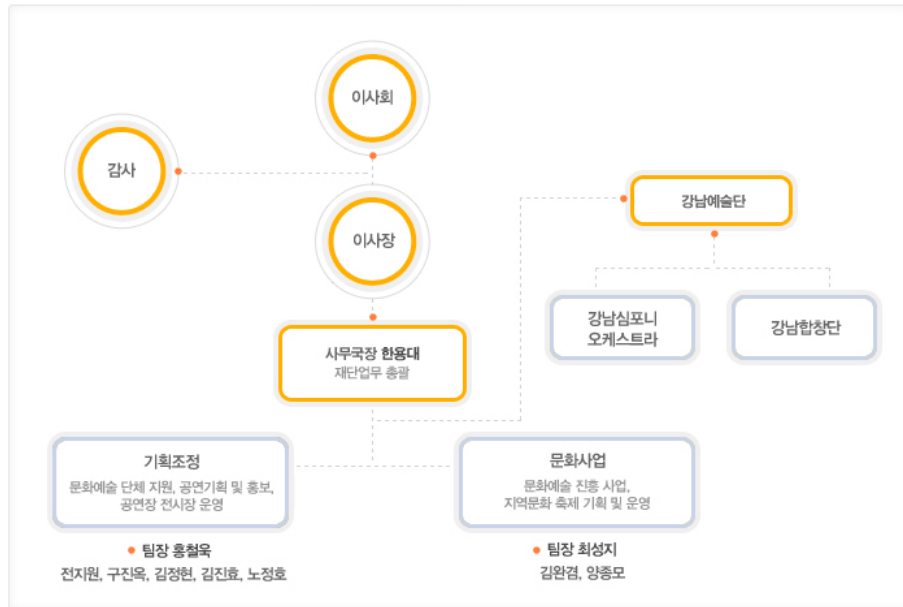 이사회
감사
이사장
강남예술단
강남심포니
오케스트라
강남합창단
사무국장 한용대
재단업무 총괄
기획조정
문화예술 단체 지원, 공연기획 및 홍보,
공연장 전시장 운영
문화사업
문화예술 진흥 사업,
지역문화 축제 기획 및 운영
팀장 홍철욱
전지원, 구진옥, 김정현, 김진효, 노정호
팀장 최성지
김완겸, 양종모